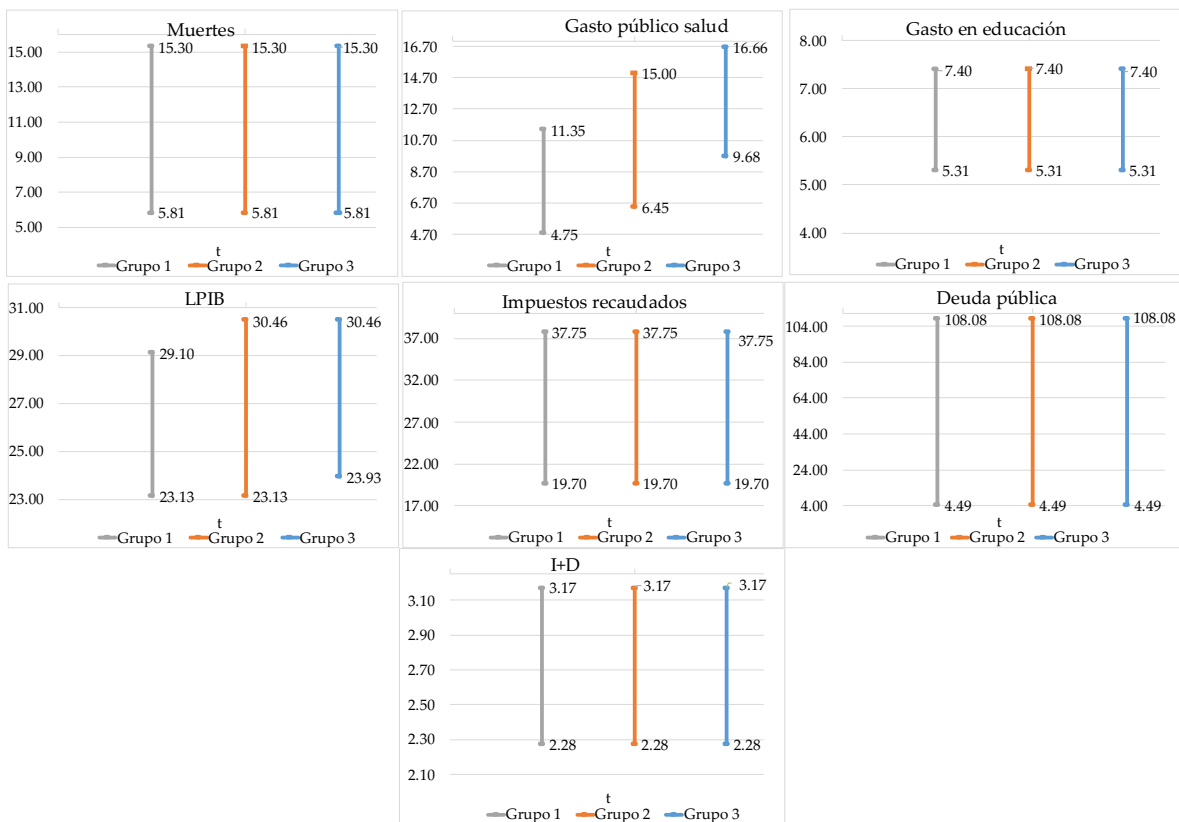 Muertes
15.00
13.00
11.00
9.00
7.00
5.00
15.30 15.30 15.30
5.81 5.81 5.81
t
Grupo 1 Grupo 2 Grupo 3
Gasto público salud
16.70
14.70
12.70
10.70
8.70
6.70
4.70
16.66
15.00
11.35
9.68
6.45
4.75
t
Grupo 1 Grupo 2 Grupo 3
Gasto en educación
8.00
7.00
6.00
5.00
4.00
7.40 7.40 7.40
5.31 5.31 5.31
t
Grupo 1 Grupo 2 Grupo 3
LPIB
31.00
29.00
27.00
25.00
23.00
30.46 30.46
29.10
23.93
23.13 23.13
t
Grupo 1 Grupo 2 Grupo 3
Impuestos recaudados
37.00
32.00
27.00
22.00
17.00
37.75 37.75 37.75
19.70 19.70 19.70
t
Grupo 1 Grupo 2 Grupo 3
Deuda pública
104.00
84.00
64.00
44.00
24.00
4.00
108.08 108.08 108.08
4.49 4.49 4.49
t
Grupo 1 Grupo 2 Grupo 3
I+D
3.10
2.90
2.70
2.50
2.30
2.10
3.17 3.17 3.17
2.28 2.28 2.28
t
Grupo 1 Grupo 2 Grupo 3